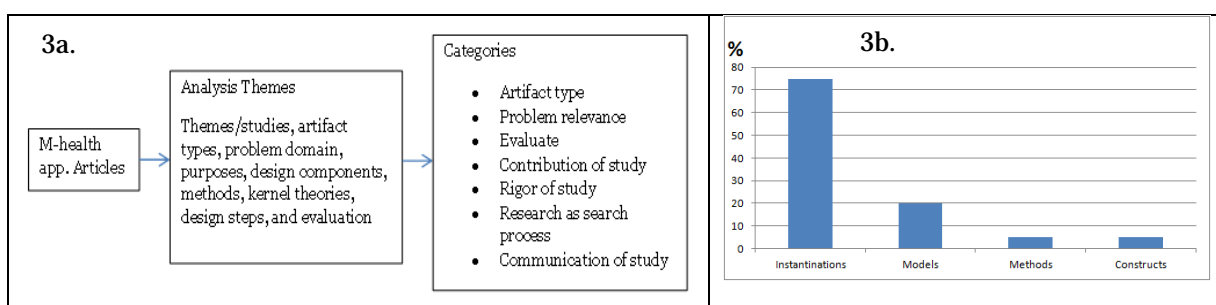 3a.
M-health
app. Articles
Analysis Themes
Themes/studies, artifact
types, problem domain,
purposes, design components,
methods, kernel theories,
design steps, and evaluation
Categories
• Artifact type
• Problem relevance
• Evaluate
• Contribution of study
• Rigor of study
• Research as search
process
• Communication of study
3b.
%
80
70
60
50
40
30
20
10
0
Instantinations Models Methods Constructs